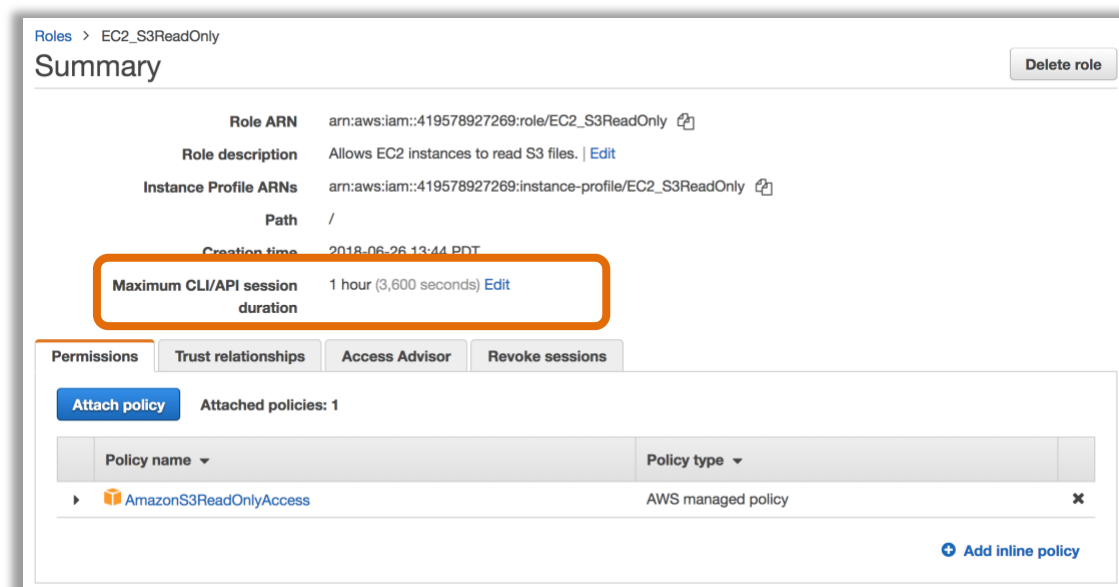 Roles > EC2_S3ReadOnly
Summary
Delete role
Role ARN arn:aws:iam::419578927269:role/EC2_S3ReadOnly
Role description Allows EC2 instances to read S3 files. | Edit
Instance Profile ARNs arn:aws:iam::419578927269:instance-profile/EC2_S3ReadOnly
Path /
Creation time 2018-06-26 13:44 PDT
Maximum CLI/API session 1 hour (3,600 seconds) Edit
duration
Permissions Trust relationships Access Advisor Revoke sessions
Attach policy Attached policies: 1
Policy name Policy type
AmazonS3ReadOnlyAccess AWS managed policy
Add inline policy